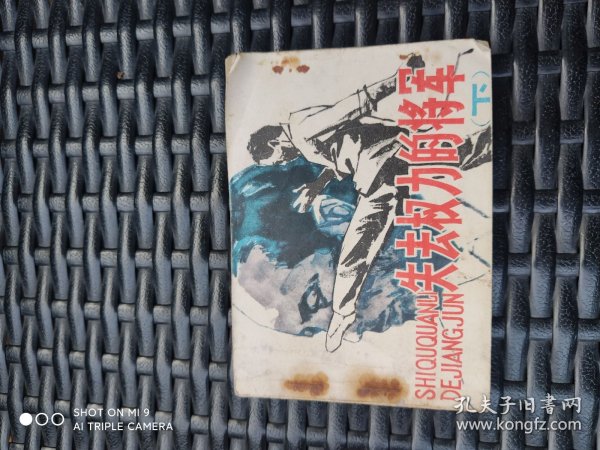 失去权力的将军
(下)
SHIQUQUANLI
DEJIANGJUN
SHOT ON MI 9
AI TRIPLE CAMERA
孔夫子旧书网
www.kongfz.com